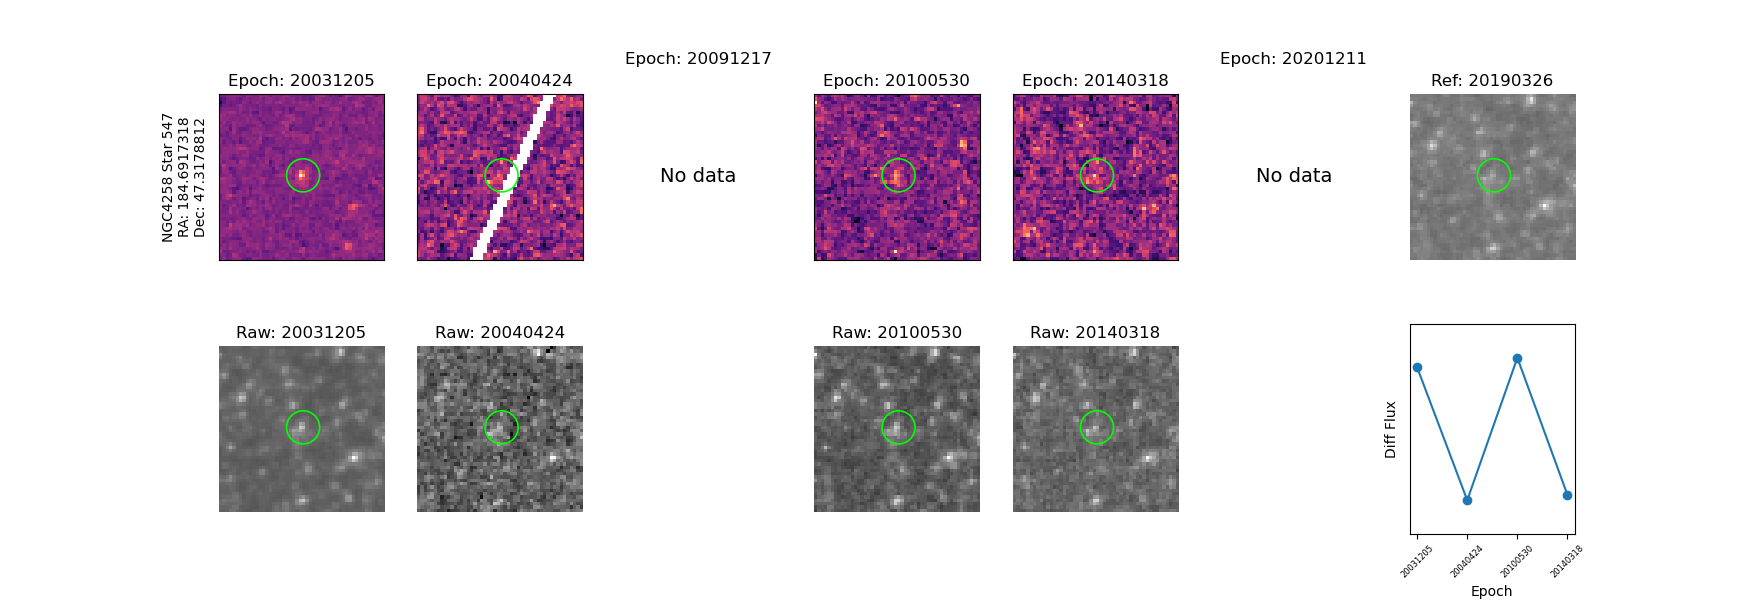 Epoch: 20091217
Epoch: 20201211
Epoch: 20031205
Epoch: 20040424
Epoch: 20100530
Epoch: 20140318
Ref: 20190326
NGC4258 Star 547
RA: 184.6917318
Dec: 47.3178812
No data
No data
Raw: 20031205
Raw: 20040424
Raw: 20100530
Raw: 20140318
Diff Flux
20031205
20040424
20100530
20140318
Epoch